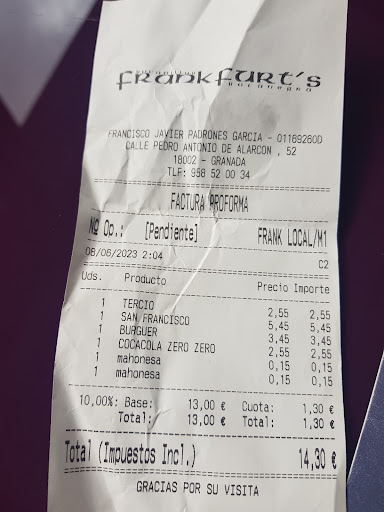 Frankfurt's
BOCANEGRA
FRANCISCO JAVIER PADRONES GARCIA - 01169260D
CALLE PEDRO ANTONIO DE ALARCON , 52
18002 - GRANADA
TLF: 958 52 00 34
FACTURA PROFORMA
Nº Op.: [Pendiente] FRANK LOCAL/M1
08/06/2023 2:04 C2
Uds. Producto Precio Importe
1 TERCIO 2,55 2,55
1 SAN FRANCISCO 5,45 5,45
1 BURGUER 3,45 3,45
1 COCACOLA ZERO ZERO 2,55 2,55
1 mahonesa 0,15 0,15
1 mahonesa 0,15 0,15
10,00%: Base: 13,00 € Cuota: 1,30 €
Total: 13,00 € Total: 1,30 €
Total (Impuestos Incl.) 14,30 €
GRACIAS POR SU VISITA